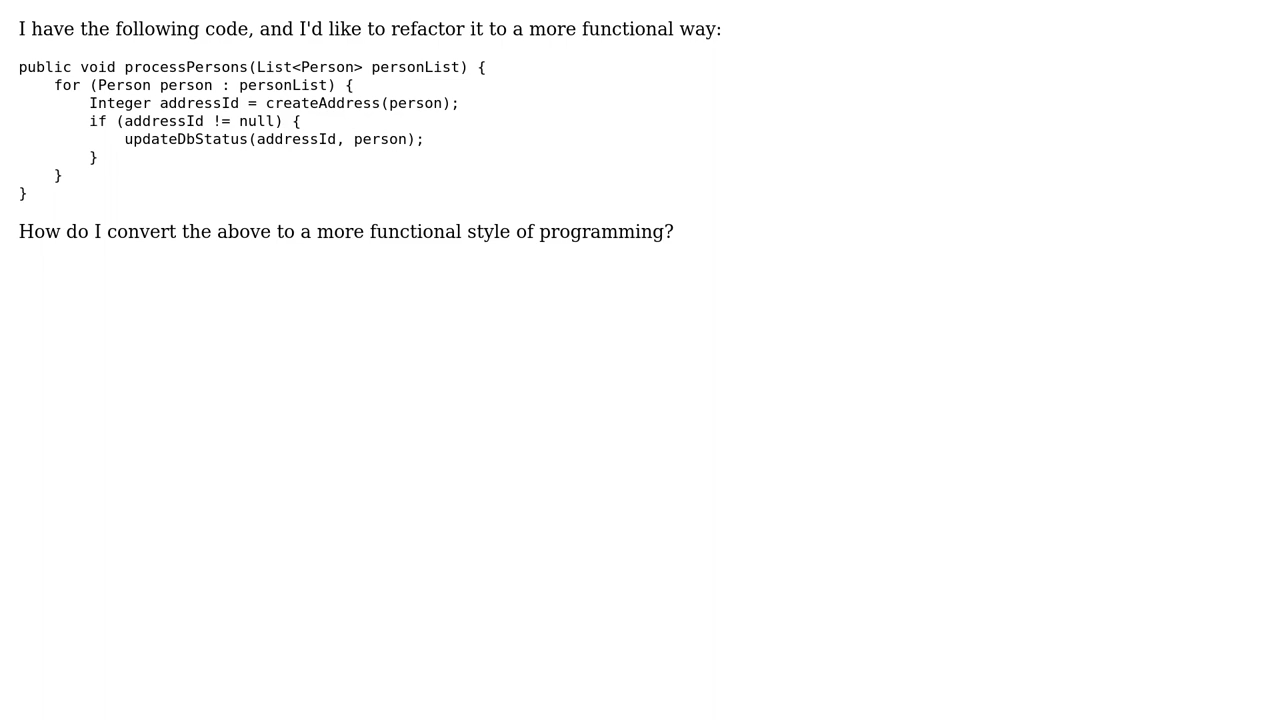 I have the following code, and I'd like to refactor it to a more functional way:
public void processPersons(List<Person> personList) {
    for (Person person : personList) {
        Integer addressId = createAddress(person);
        if (addressId != null) {
            updateDbStatus(addressId, person);
        }
    }
}
How do I convert the above to a more functional style of programming?